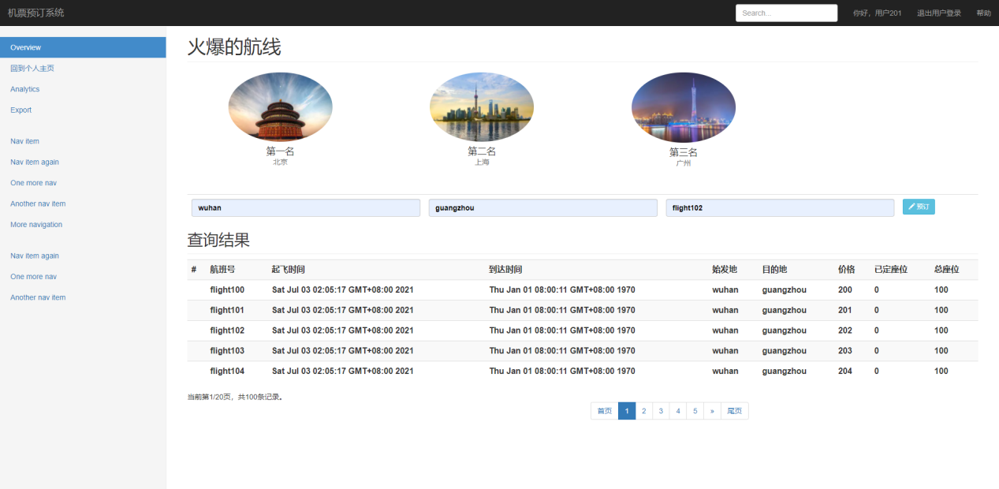 机票预订系统 Search... 你好，用户201 退出用户登录 帮助
Overview
回到个人主页
Analytics
Export
Nav item
Nav item again
One more nav
Another nav item
More navigation
Nav item again
One more nav
Another nav item
火爆的航线
第一名 第二名 第三名
北京 上海 广州
wuhan guangzhou flight102 预订
查询结果
# 航班号 起飞时间 到达时间 始发地 目的地 价格 已定座位 总座位
flight100 Sat Jul 03 02:05:17 GMT+08:00 2021 Thu Jan 01 08:00:11 GMT+08:00 1970 wuhan guangzhou 200 0 100
flight101 Sat Jul 03 02:05:17 GMT+08:00 2021 Thu Jan 01 08:00:11 GMT+08:00 1970 wuhan guangzhou 201 0 100
flight102 Sat Jul 03 02:05:17 GMT+08:00 2021 Thu Jan 01 08:00:11 GMT+08:00 1970 wuhan guangzhou 202 0 100
flight103 Sat Jul 03 02:05:17 GMT+08:00 2021 Thu Jan 01 08:00:11 GMT+08:00 1970 wuhan guangzhou 203 0 100
flight104 Sat Jul 03 02:05:17 GMT+08:00 2021 Thu Jan 01 08:00:11 GMT+08:00 1970 wuhan guangzhou 204 0 100
当前第1/20页，共100条记录。
首页 1 2 3 4 5 » 尾页